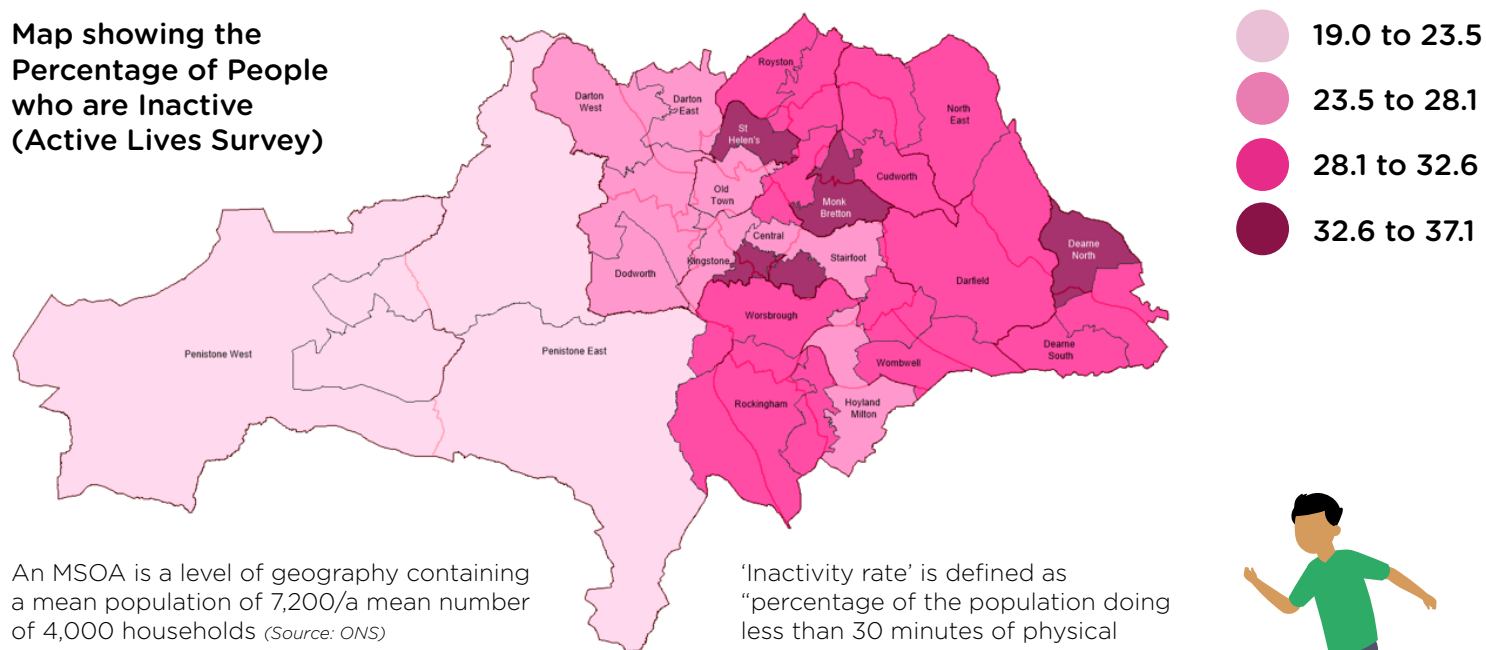 Map showing the
Percentage of People
who are Inactive
(Active Lives Survey)
19.0 to 23.5
23.5 to 28.1
28.1 to 32.6
32.6 to 37.1
Royston
Darton
West
Darton
East
North
East
St
Helen's
Cudworth
Old
Town
Monk
Bretton
Central
Dearne
North
Kingstone
Stairfoot
Dodworth
Darfield
Worsbrough
Penistone West
Penistone East
Dearne
South
Wombwell
Rockingham
Hoyland
Milton
An MSOA is a level of geography containing
a mean population of 7,200/a mean number
of 4,000 households (Source: ONS)
‘Inactivity rate’ is defined as
“percentage of the population doing
less than 30 minutes of physical